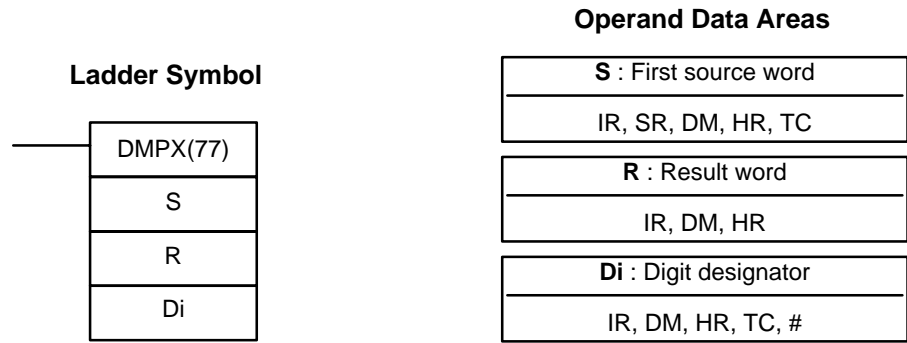 Ladder Symbol
DMPX(77)
S
R
Di
Operand Data Areas
S : First source word
IR, SR, DM, HR, TC
R : Result word
IR, DM, HR
Di : Digit designator
IR, DM, HR, TC, #